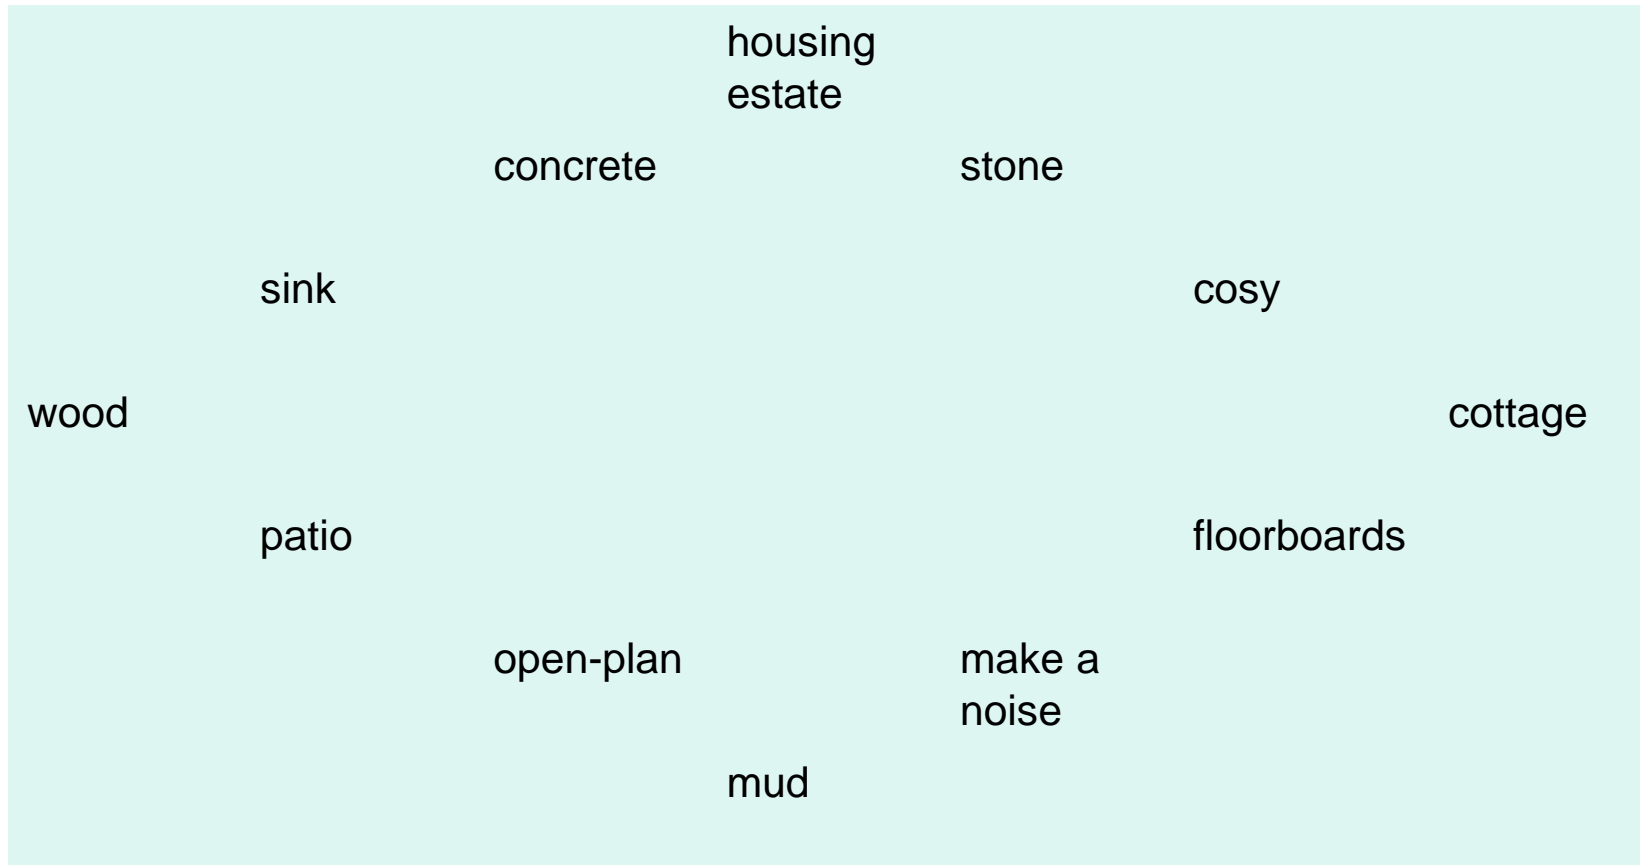 housing
estate
concrete
stone
sink
cosy
wood
cottage
patio
floorboards
open-plan
make a
noise
mud